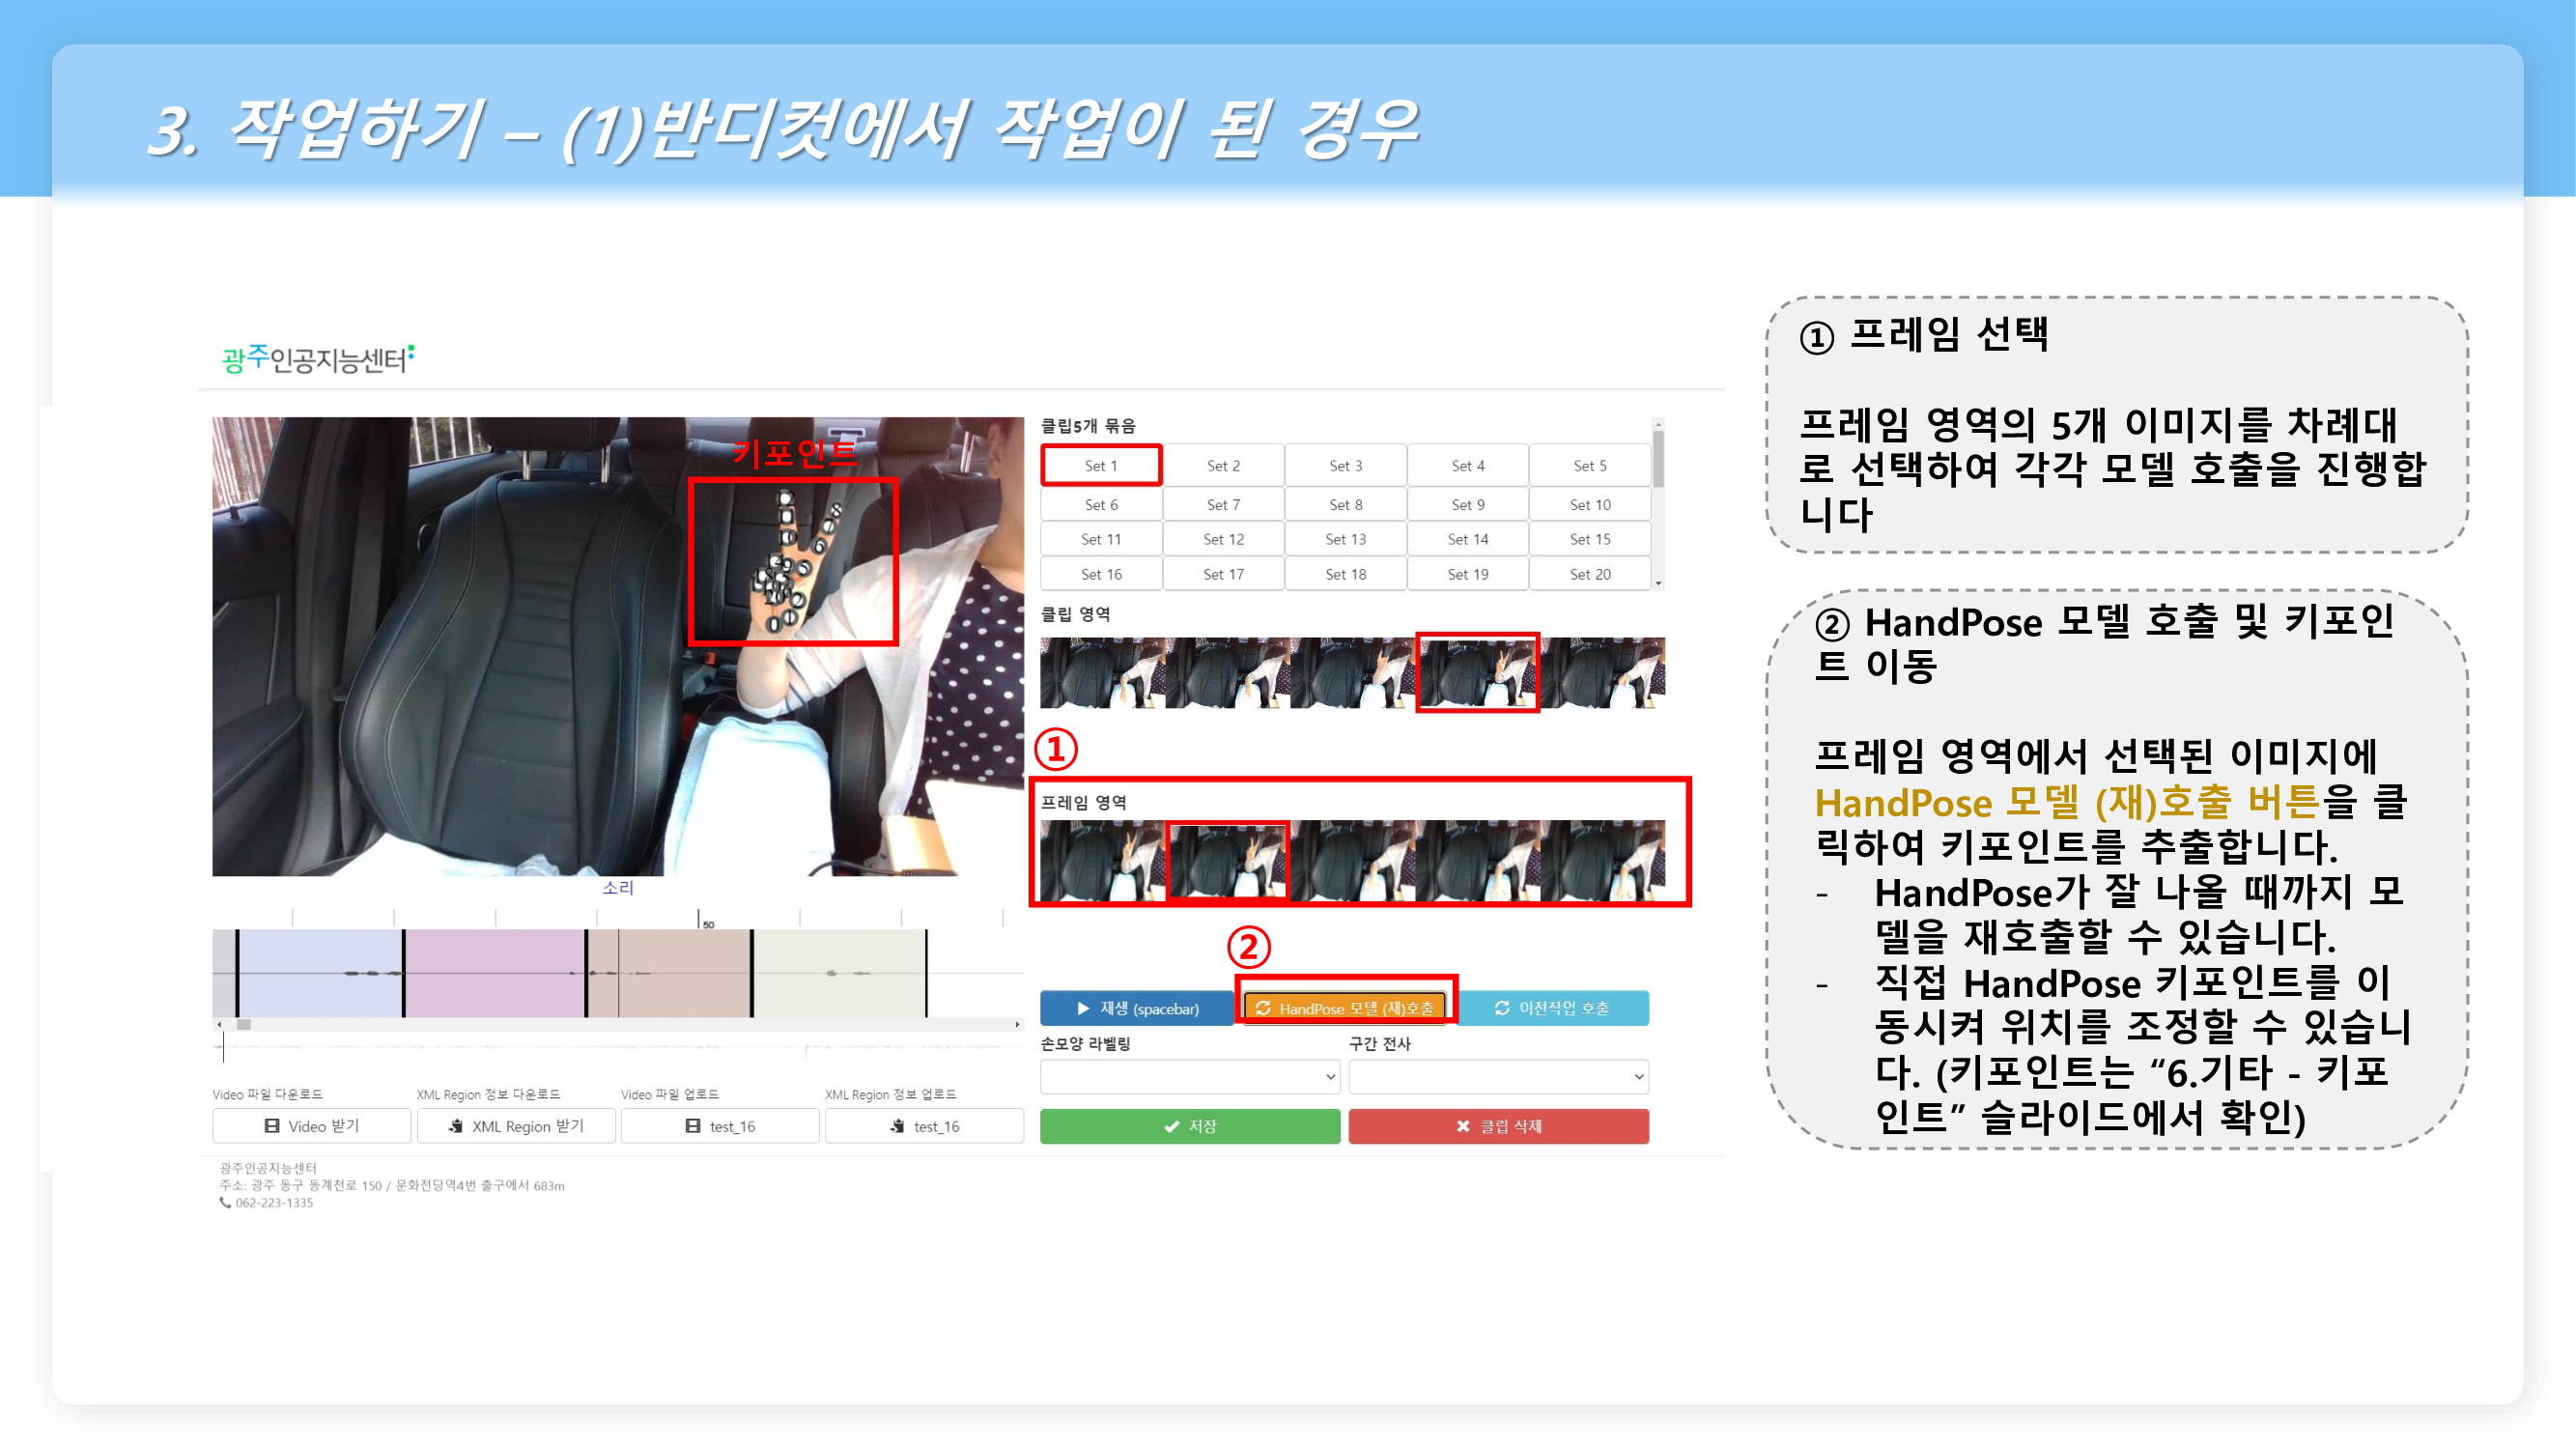 3. 작업하기 – (1)반디컷에서 작업이 된 경우
광주인공지능센터
키포인트
소리
50
Video 파일 다운로드
XML Region 정보 다운로드
Video 파일 업로드
XML Region 정보 업로드
Video 받기
XML Region 받기
test_16
test_16
광주인공지능센터
주소: 광주 동구 동계천로 150 / 문화전당역4번 출구에서 683m
062-223-1335
클립5개 묶음
Set 1 Set 2 Set 3 Set 4 Set 5
Set 6 Set 7 Set 8 Set 9 Set 10
Set 11 Set 12 Set 13 Set 14 Set 15
Set 16 Set 17 Set 18 Set 19 Set 20
클립 영역
①
프레임 영역
②
재생 (spacebar)
HandPose 모델 (재)호출
이전작업 호출
손모양 라벨링
구간 전사
저장
클립 삭제
① 프레임 선택
프레임 영역의 5개 이미지를 차례대
로 선택하여 각각 모델 호출을 진행합
니다
② HandPose 모델 호출 및 키포인
트 이동
프레임 영역에서 선택된 이미지에
HandPose 모델 (재)호출 버튼을 클
릭하여 키포인트를 추출합니다.
- HandPose가 잘 나올 때까지 모
델을 재호출할 수 있습니다.
- 직접 HandPose 키포인트를 이
동시켜 위치를 조정할 수 있습니
다. (키포인트는 “6.기타 - 키포
인트” 슬라이드에서 확인)